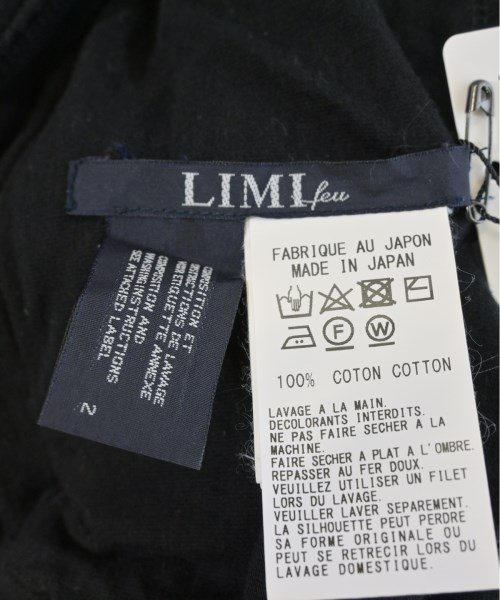 LIMI feu
FABRIQUE AU JAPON
MADE IN JAPAN
F
W
100% COTON COTTON
LAVAGE A LA MAIN.
DECOLORANTS INTERDITS.
NE PAS FAIRE SECHER A LA
MACHINE.
FAIRE SECHER A PLAT A L'OMBRE.
REPASSER AU FER DOUX.
VEUILLEZ UTILISER UN FILET
LORS DU LAVAGE.
VEUILLER LAVER SEPAREMENT.
LA SILHOUETTE PEUT PERDRE
SA FORME ORIGINALE OU
PEUT SE RETRECIR LORS DU
LAVAGE DOMESTIQUE.
COMPOSITION ET
INSTRUCTIONS DE LAVAGE
VOIR ETIQUETTE ANNEXE
COMPOSITION AND
WASHING INSTRUCTIONS
SEE ATTACHED LABEL
2